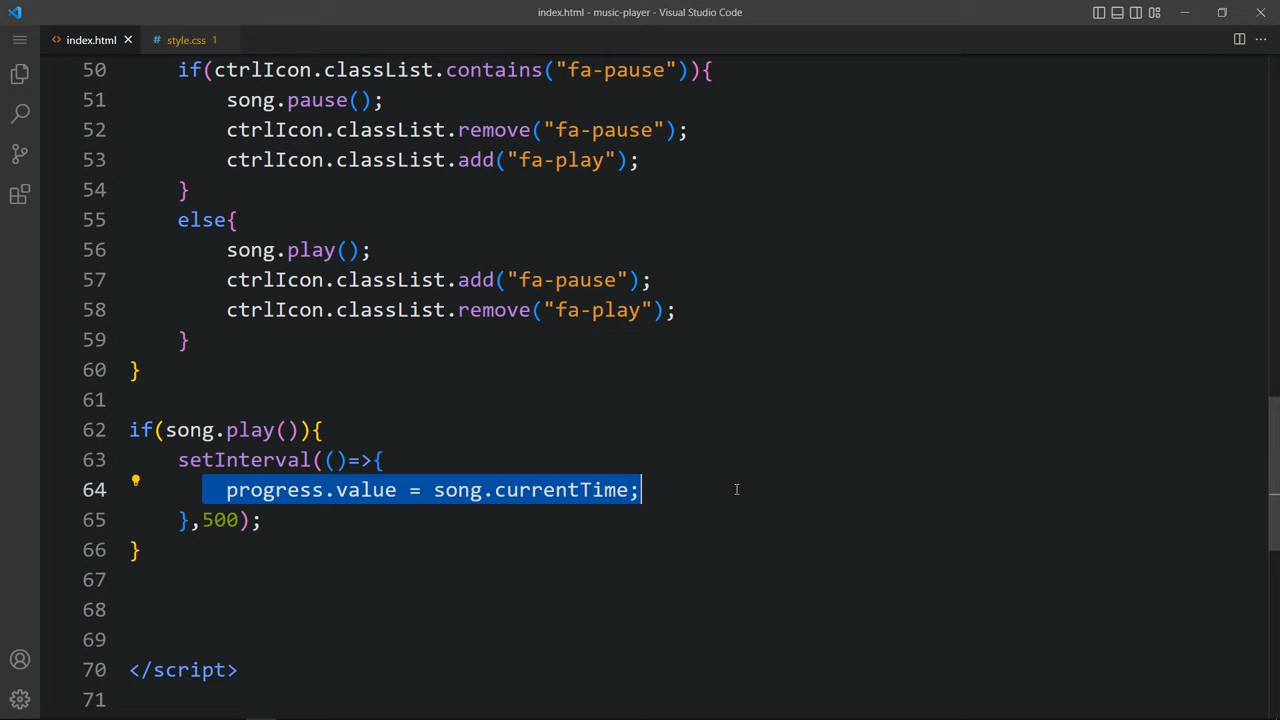 index.html - music-player - Visual Studio Code
index.html
# style.css 1
50 if(ctrlIcon.classList.contains("fa-pause")){
51 song.pause();
52 ctrlIcon.classList.remove("fa-pause");
53 ctrlIcon.classList.add("fa-play");
54 }
55 else{
56 song.play();
57 ctrlIcon.classList.add("fa-pause");
58 ctrlIcon.classList.remove("fa-play");
59 }
60 }
61
62 if(song.play()){
63 setInterval(()=>{
64 progress.value = song.currentTime;
65 },500);
66 }
67
68
69
70 </script>
71